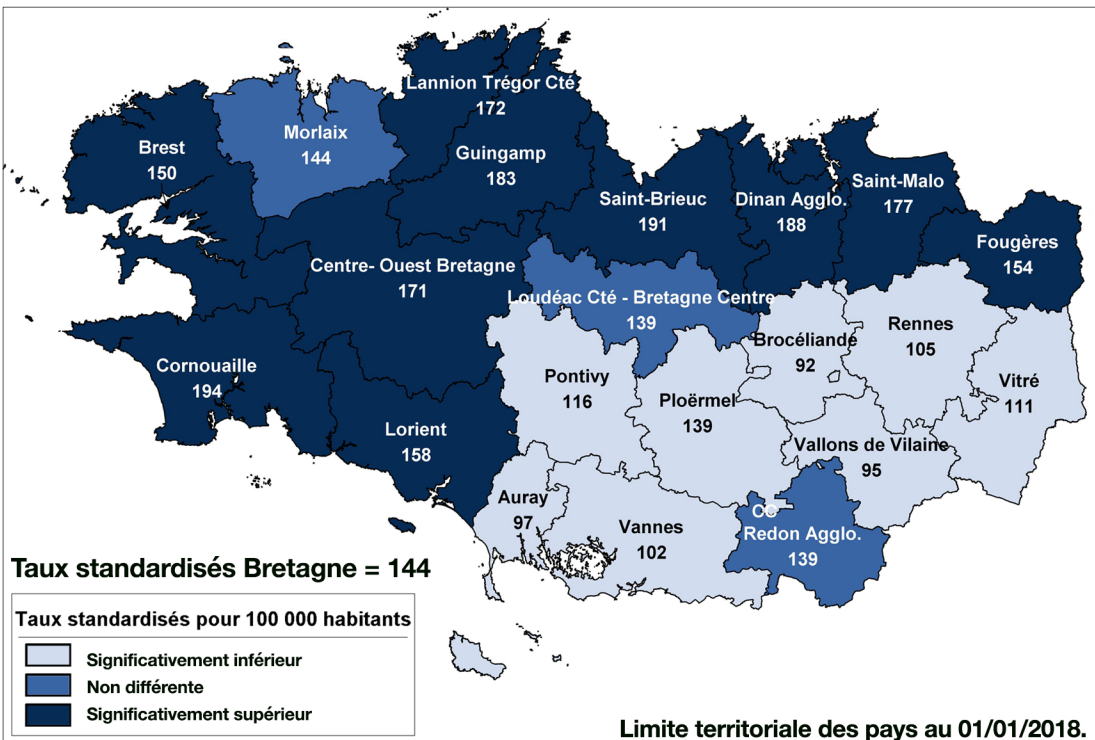 Lannion Trégor Cté
172
Morlaix
144
Brest
150
Guingamp
183
Saint-Brieuc
191
Dinan Agglo.
188
Saint-Malo
177
Fougères
154
Centre- Ouest Bretagne
171
Loudéac Cté - Bretagne Centre
139
Brocéliande
92
Rennes
105
Vitré
111
Cornouaille
194
Pontivy
116
Ploërmel
139
Lorient
158
Vallons de Vilaine
95
Auray
97
Vannes
102
CC
Redon Agglo.
139
Taux standardisés Bretagne = 144
Taux standardisés pour 100 000 habitants
Significativement inférieur
Non différente
Significativement supérieur
Limite territoriale des pays au 01/01/2018.